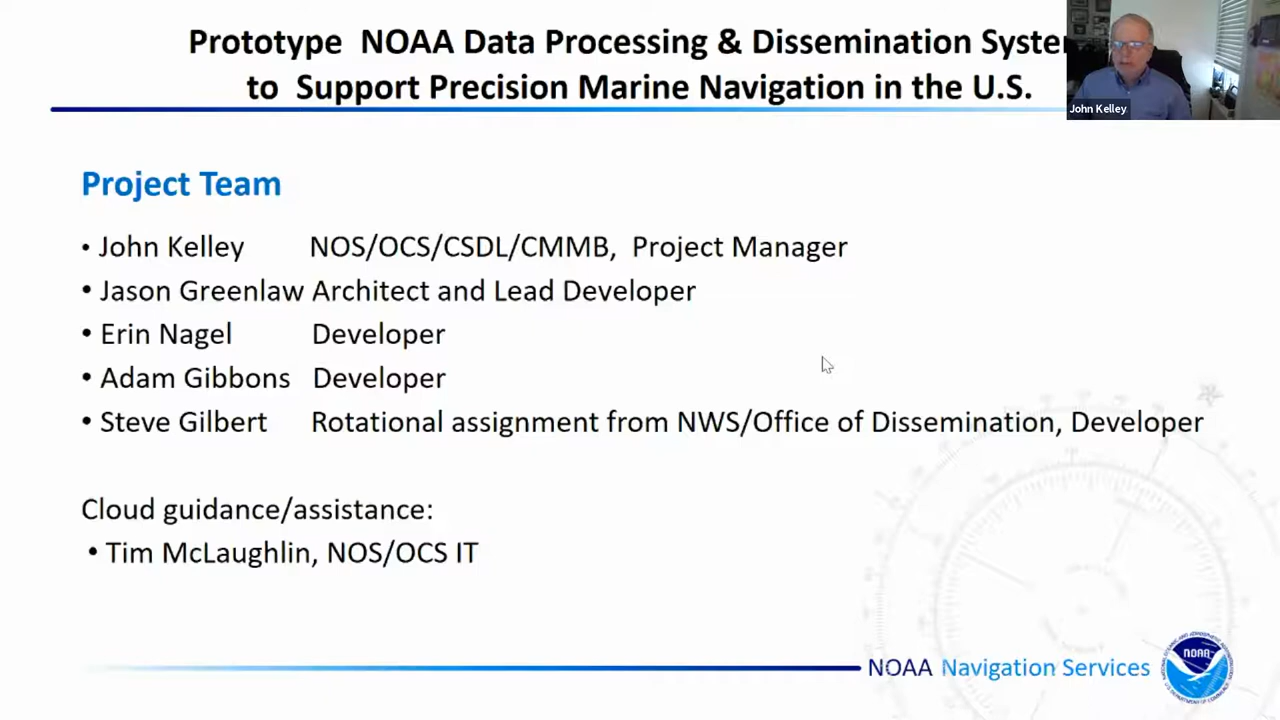 Prototype NOAA Data Processing & Dissemination Syste
to Support Precision Marine Navigation in the U.S.
John Kelley
Project Team
• John Kelley NOS/OCS/CSDL/CMMB, Project Manager
• Jason Greenlaw Architect and Lead Developer
• Erin Nagel Developer
• Adam Gibbons Developer
• Steve Gilbert Rotational assignment from NWS/Office of Dissemination, Developer
Cloud guidance/assistance:
• Tim McLaughlin, NOS/OCS IT
NOAA Navigation Services
NOAA